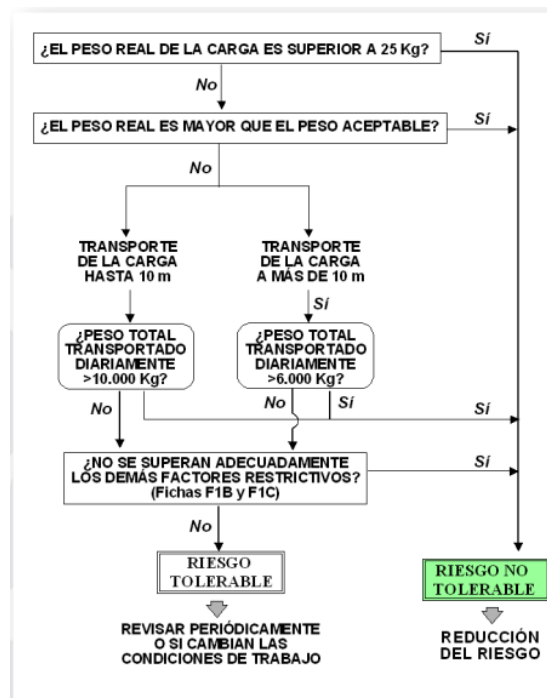 ¿EL PESO REAL DE LA CARGA ES SUPERIOR A 25 Kg?
Sí
No
¿EL PESO REAL ES MAYOR QUE EL PESO ACEPTABLE?
Sí
No
TRANSPORTE
DE LA CARGA
HASTA 10 m
TRANSPORTE
DE LA CARGA
A MÁS DE 10 m
Sí
¿PESO TOTAL
TRANSPORTADO
DIARIAMENTE
>10.000 Kg?
¿PESO TOTAL
TRANSPORTADO
DIARIAMENTE
>6.000 Kg?
No
No
Sí
Sí
¿NO SE SUPERAN ADECUADAMENTE
LOS DEMÁS FACTORES RESTRICTIVOS?
(Fichas F1B y F1C)
Sí
No
RIESGO
TOLERABLE
RIESGO NO
TOLERABLE
REVISAR PERIÓDICAMENTE
O SI CAMBIAN LAS
CONDICIONES DE TRABAJO
REDUCCIÓN
DEL RIESGO